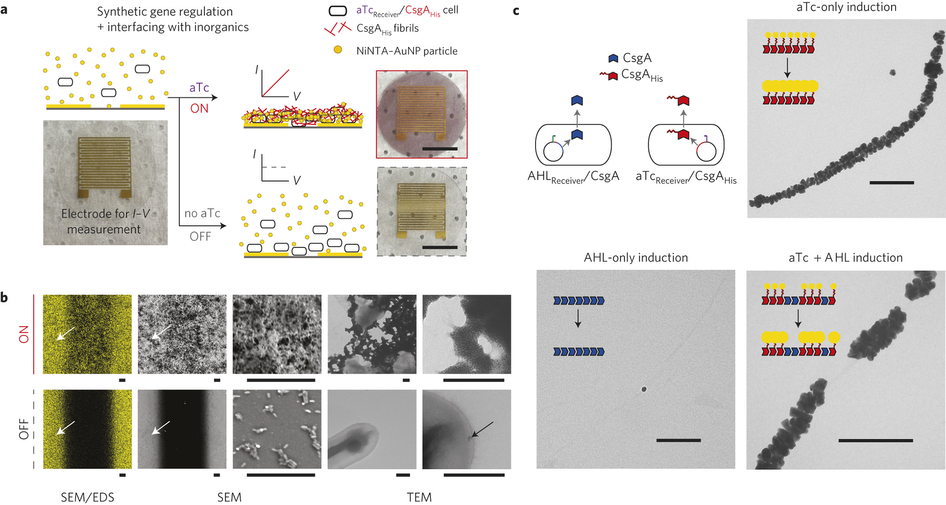 a
Synthetic gene regulation
+ interfacing with inorganics
aTcReceiver/CsgAHis cell
CsgAHis fibrils
NiNTA–AuNP particle
aTc
ON
I
V
Electrode for I–V
measurement
I
V
no aTc
OFF
b
ON
OFF
SEM/EDS
SEM
TEM
c
CsgA
CsgAHis
AHLReceiver/CsgA
aTcReceiver/CsgAHis
aTc-only induction
AHL-only induction
aTc + AHL induction